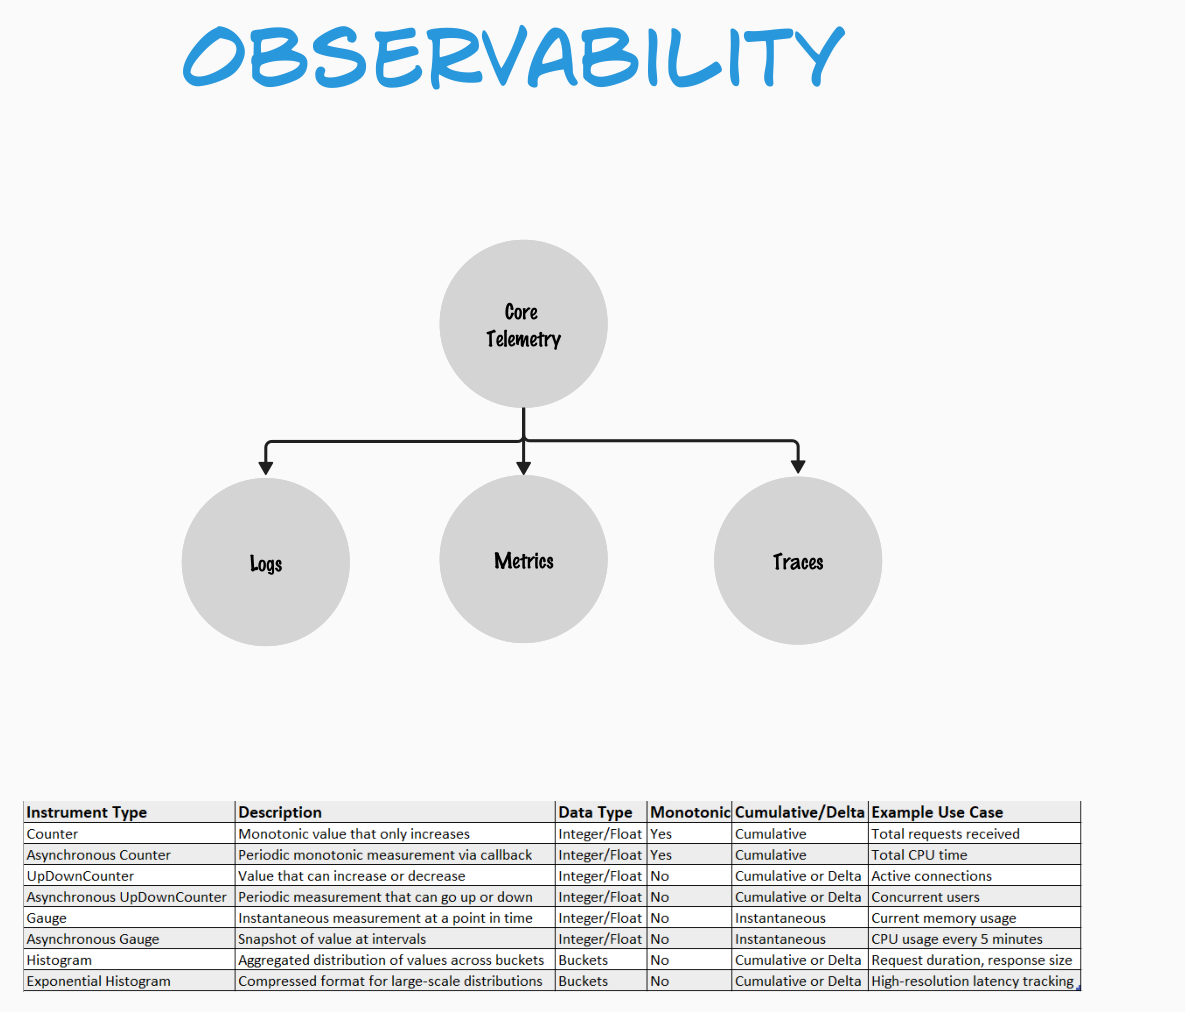 OBSERVABILITY
Core
Telemetry
Logs
Metrics
Traces
Instrument Type Description Data Type Monotonic Cumulative/Delta Example Use Case
Counter Monotonic value that only increases Integer/Float Yes Cumulative Total requests received
Asynchronous Counter Periodic monotonic measurement via callback Integer/Float Yes Cumulative Total CPU time
UpDownCounter Value that can increase or decrease Integer/Float No Cumulative or Delta Active connections
Asynchronous UpDownCounter Periodic measurement that can go up or down Integer/Float No Cumulative or Delta Concurrent users
Gauge Instantaneous measurement at a point in time Integer/Float No Instantaneous Current memory usage
Asynchronous Gauge Snapshot of value at intervals Integer/Float No Instantaneous CPU usage every 5 minutes
Histogram Aggregated distribution of values across buckets Buckets No Cumulative or Delta Request duration, response size
Exponential Histogram Compressed format for large-scale distributions Buckets No Cumulative or Delta High-resolution latency tracking